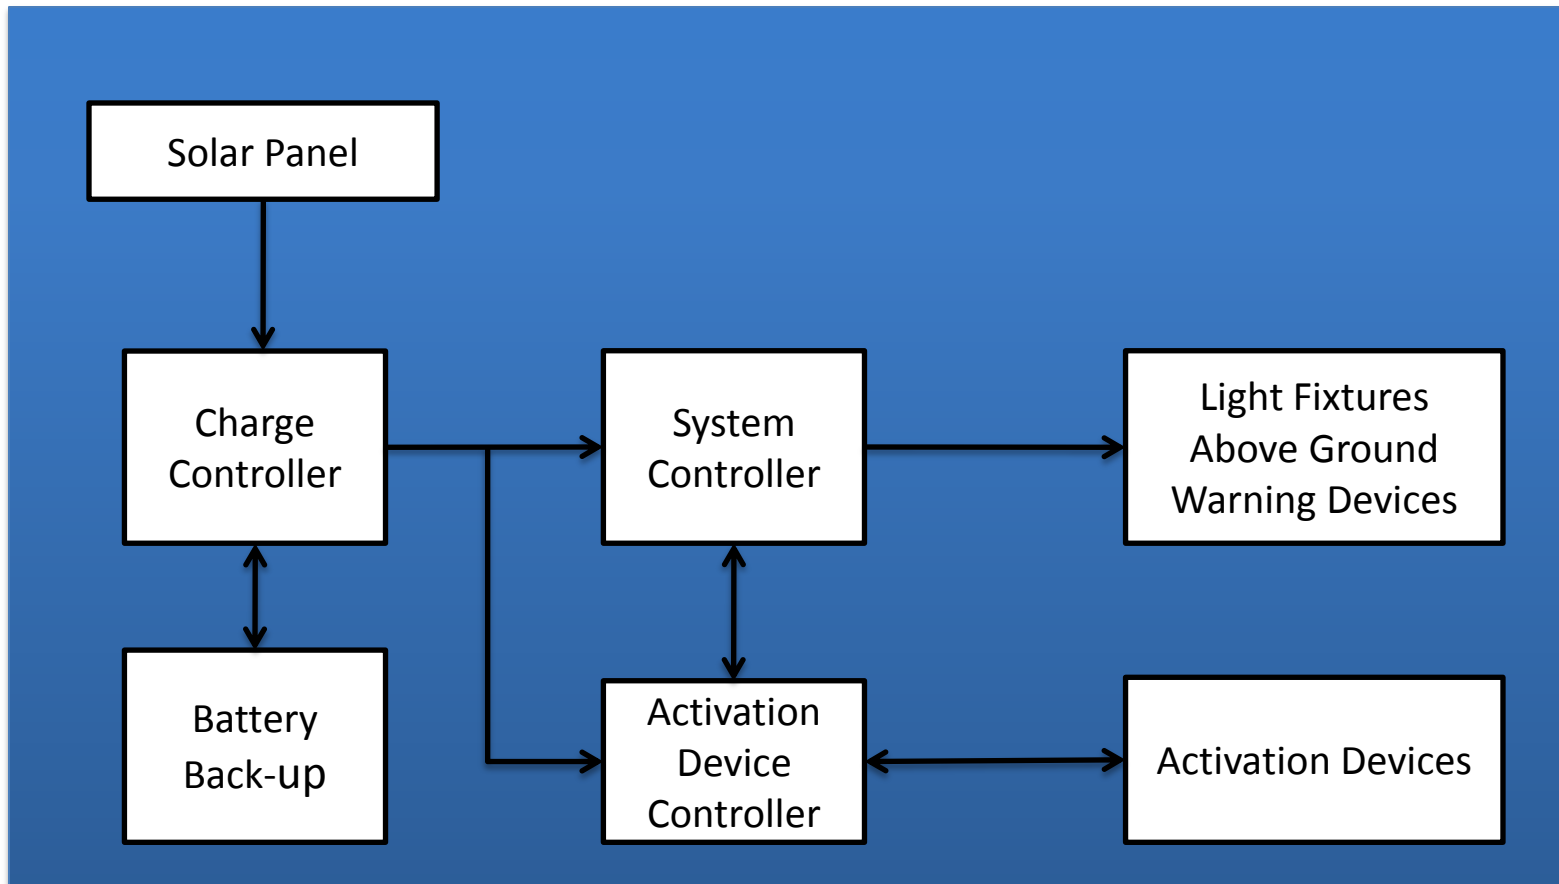 Solar Panel
Charge
Controller
System
Controller
Light Fixtures
Above Ground
Warning Devices
Battery
Back-up
Activation
Device
Controller
Activation Devices